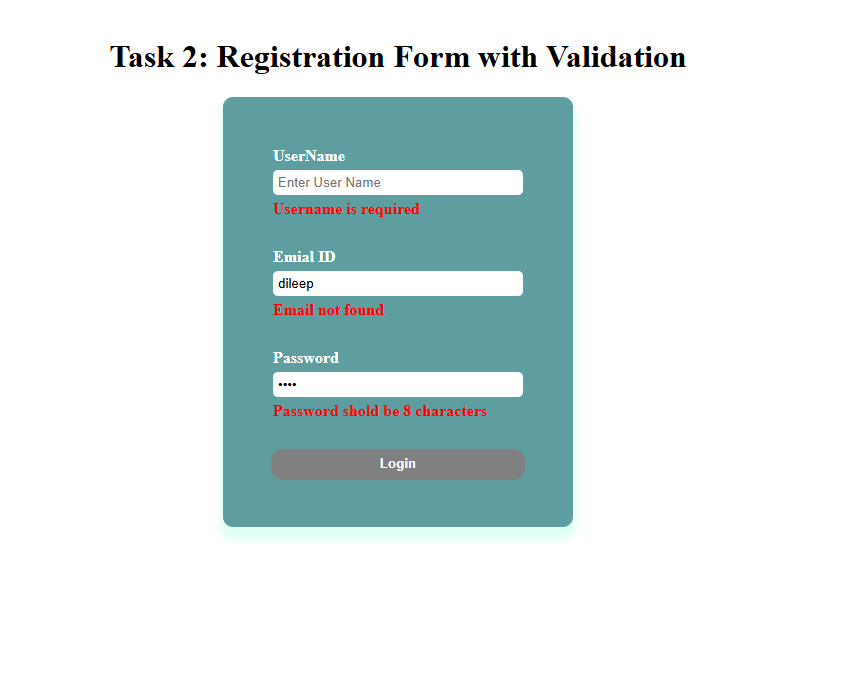 Task 2: Registration Form with Validation
UserName
Enter User Name
Username is required
Emial ID
dileep
Email not found
Password
••••
Password shold be 8 characters
Login